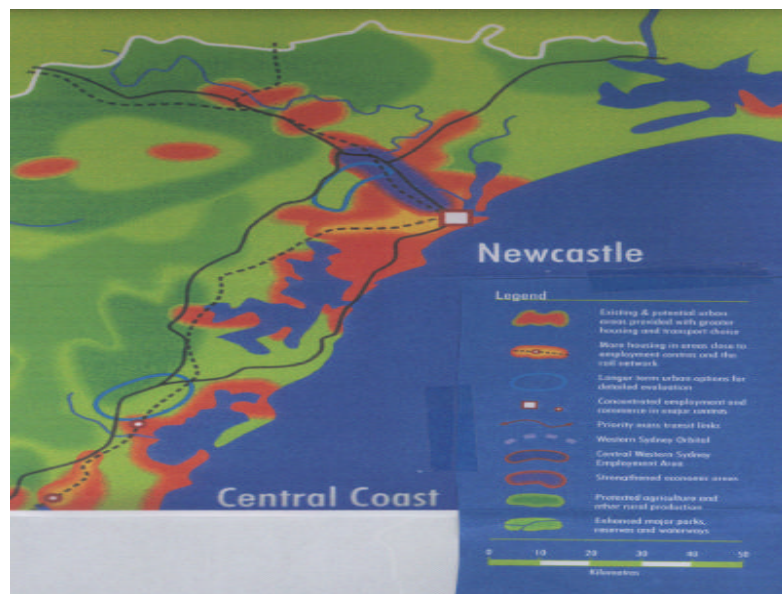 Newcastle
Legend
Existing & potential urban
areas provided with greater
housing and transport choice
More housing in areas close to
employment centres and the
rail network
Longer term urban options for
detailed evaluation
Concentrated employment and
commerce in major centres
Priority mass transit links
Western Sydney Orbital
Central Western Sydney
Employment Area
Strengthened economic areas
Protected agriculture and
other rural production
Enhanced major parks,
reserves and waterways
Central Coast
0 10 20 30 40 50
Kilometres